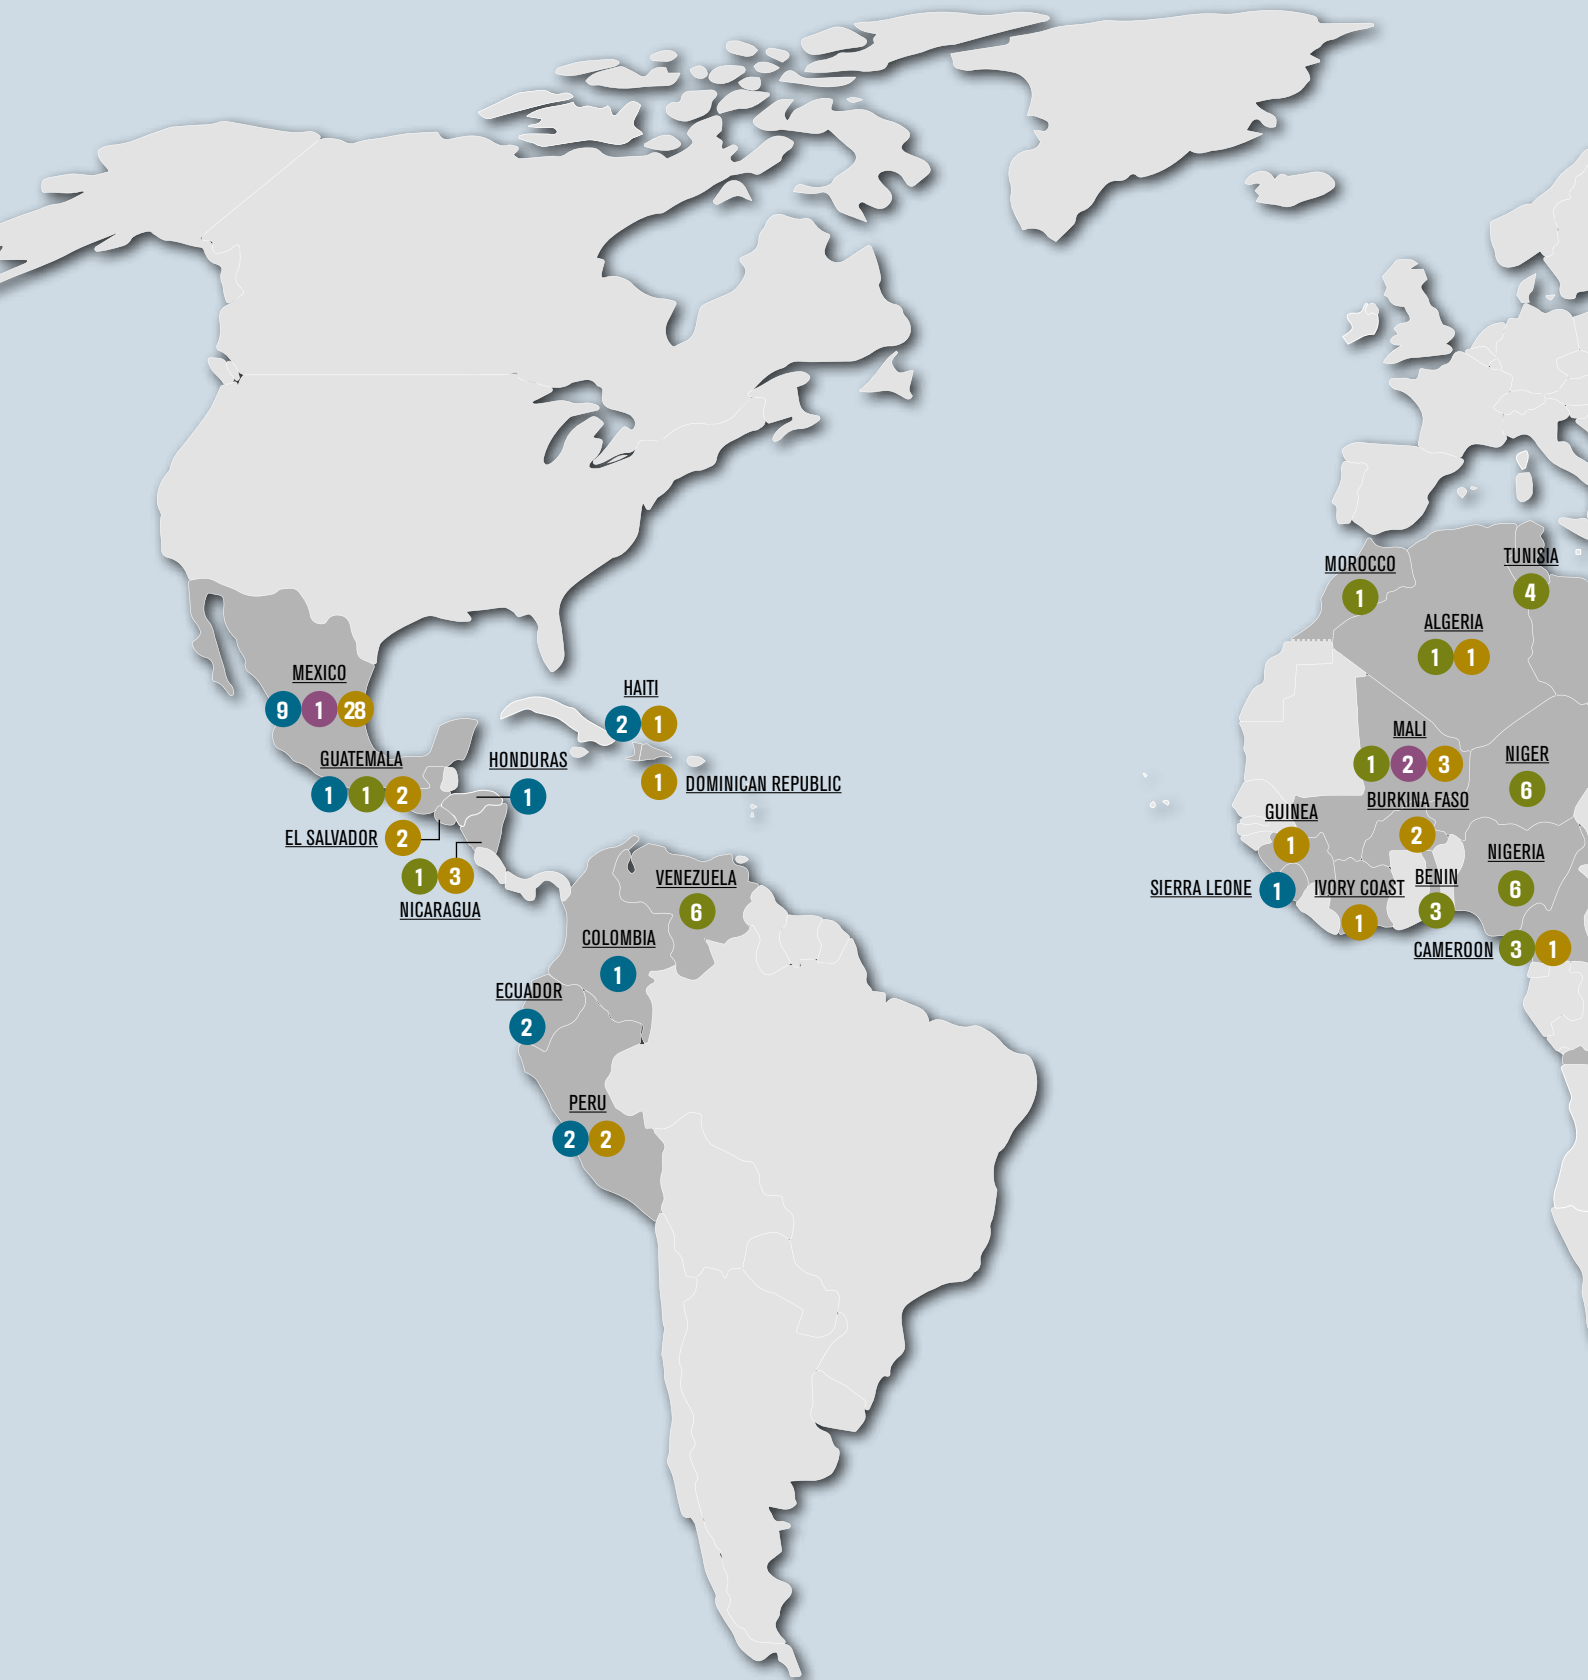 MEXICO
9 1 28
GUATEMALA
1 1 2
EL SALVADOR 2
1 3
NICARAGUA
HONDURAS
1
HAITI
2 1
1 DOMINICAN REPUBLIC
VENEZUELA
6
COLOMBIA
1
ECUADOR
2
PERU
2 2
MOROCCO
1
TUNISIA
4
ALGERIA
1 1
MALI
1 2 3
NIGER
6
BURKINA FASO
2
GUINEA
1
SIERRA LEONE 1
IVORY COAST
1
BENIN
3
NIGERIA
6
CAMEROON 3 1